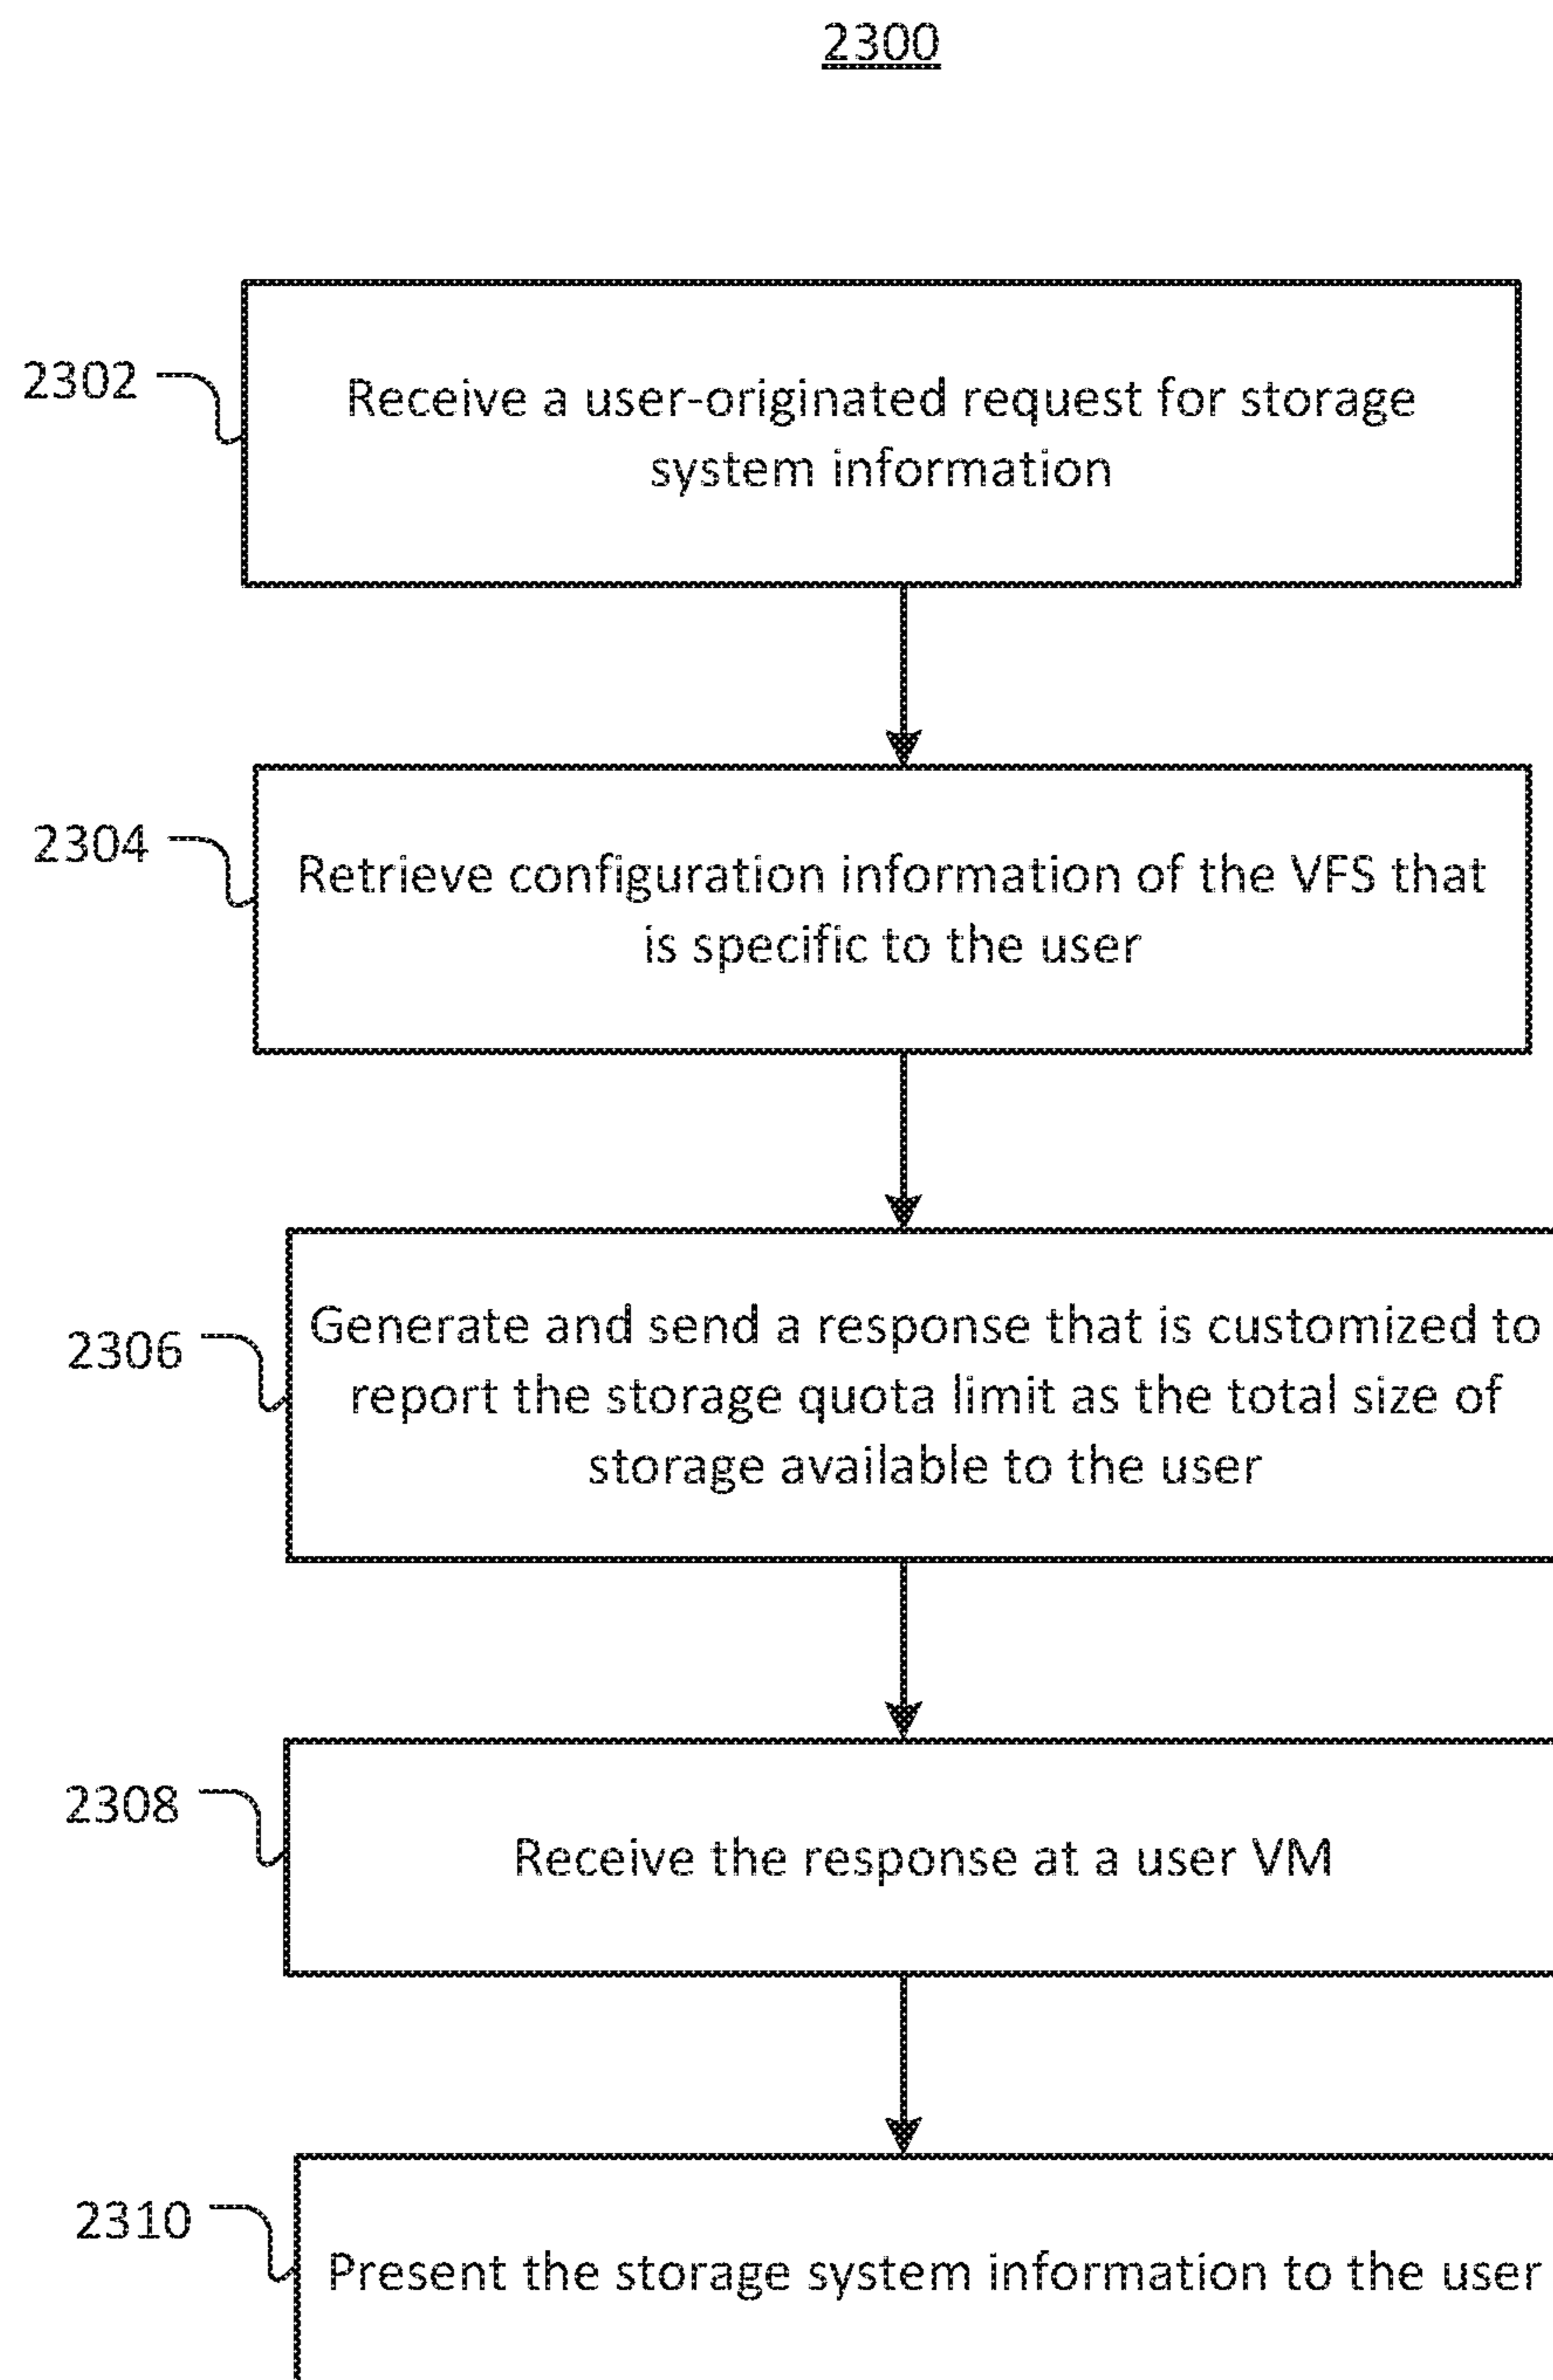 2300
2302
Receive a user-originated request for storage
system information
2304
Retrieve configuration information of the VFS that
is specific to the user
2306
Generate and send a response that is customized to
report the storage quota limit as the total size of
storage available to the user
2308
Receive the response at a user VM
2310
Present the storage system information to the user